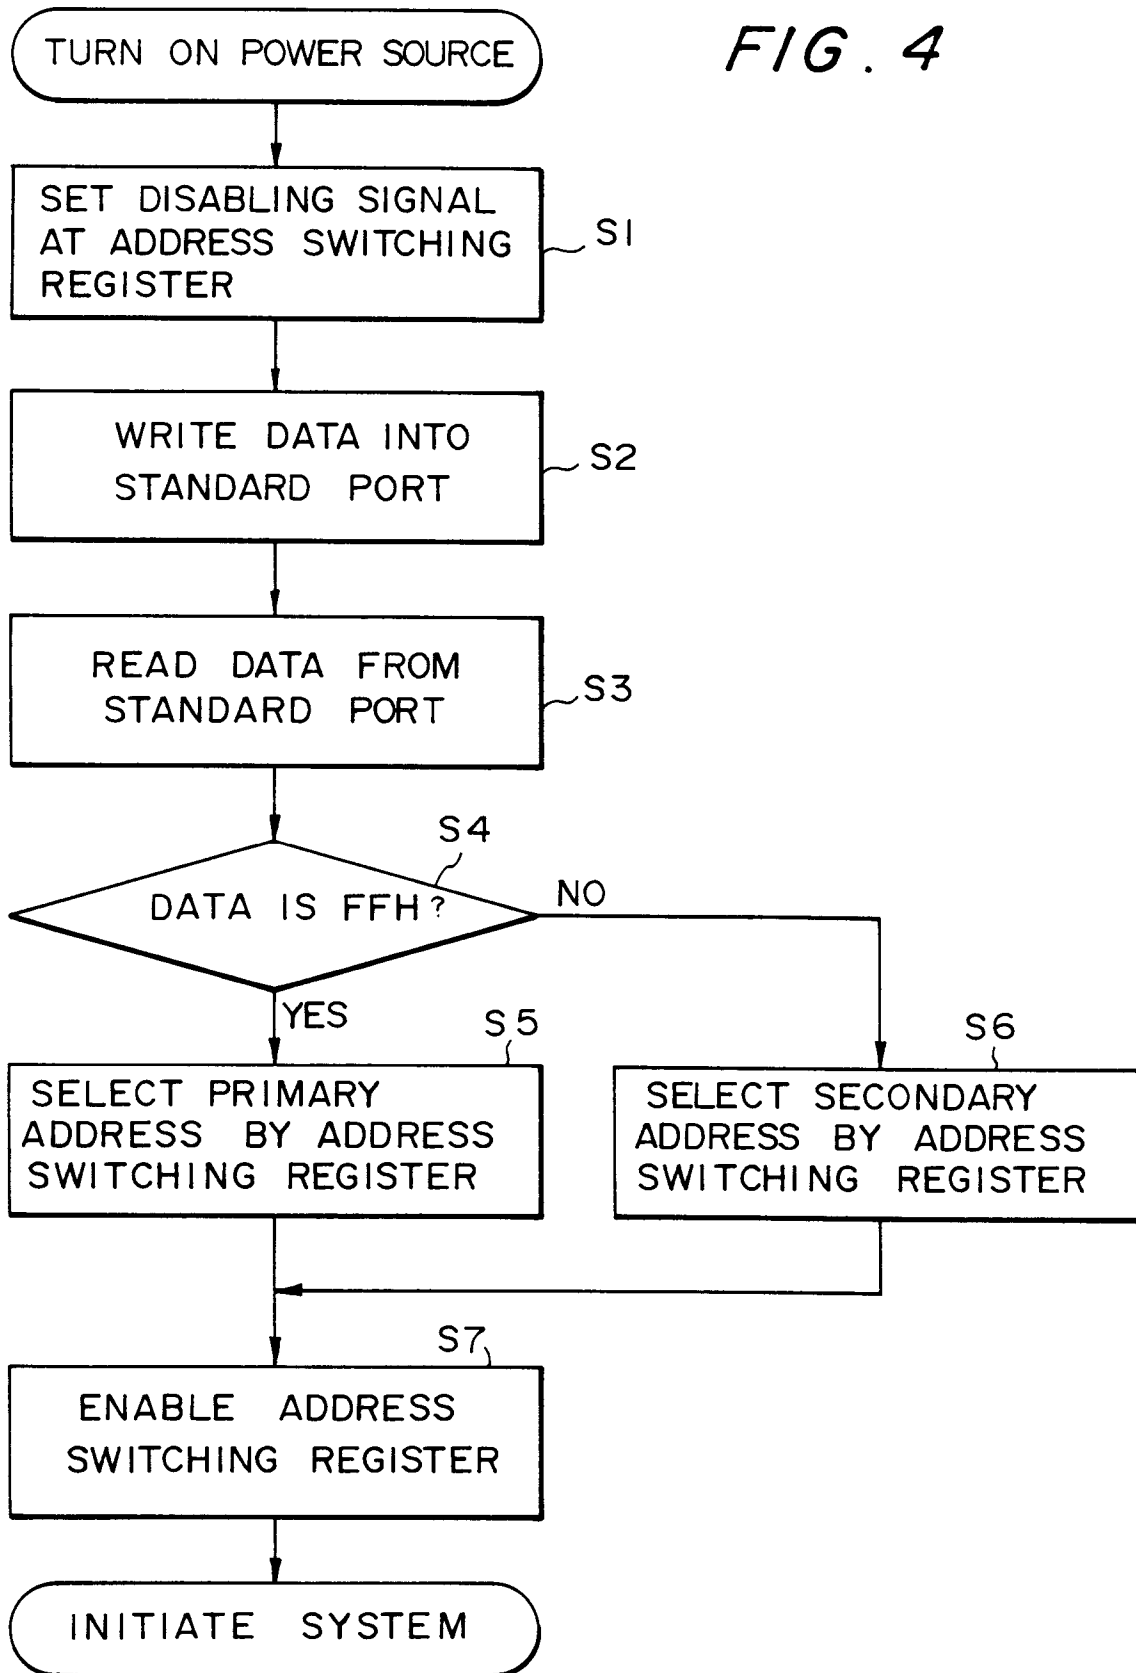 FIG. 4
TURN ON POWER SOURCE
SET DISABLING SIGNAL
AT ADDRESS SWITCHING
REGISTER
S1
WRITE DATA INTO
STANDARD PORT
S2
READ DATA FROM
STANDARD PORT
S3
S4
DATA IS FFH?
NO
YES
S5
SELECT PRIMARY
ADDRESS BY ADDRESS
SWITCHING REGISTER
S6
SELECT SECONDARY
ADDRESS BY ADDRESS
SWITCHING REGISTER
S7
ENABLE ADDRESS
SWITCHING REGISTER
INITIATE SYSTEM